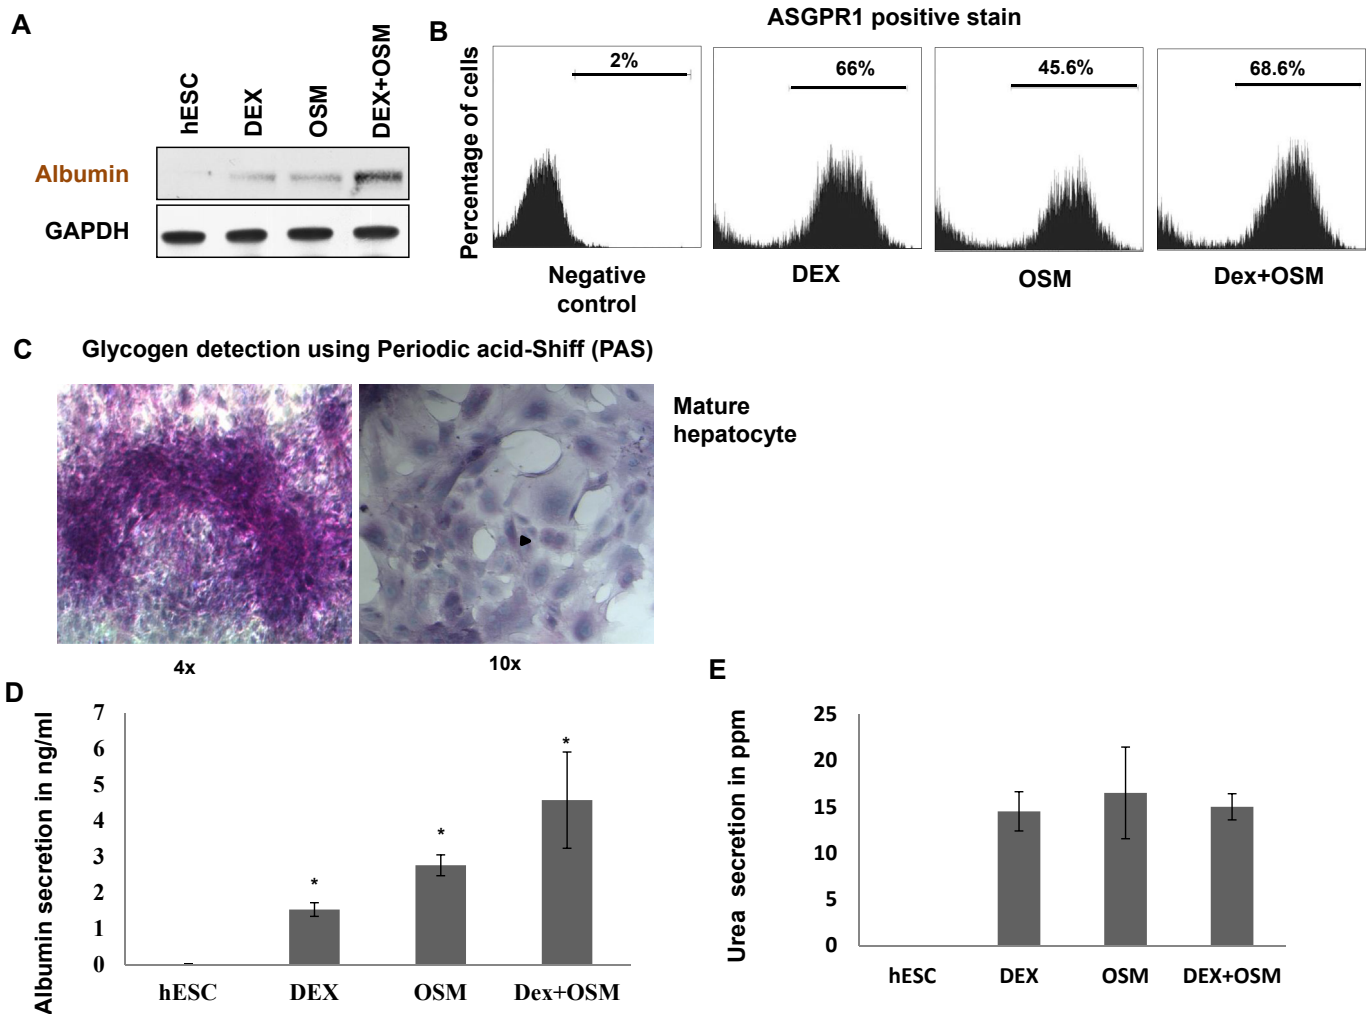 A
hESC
DEX
OSM
DEX+OSM
Albumin
GAPDH
B
ASGPR1 positive stain
Percentage of cells
2%
66%
45.6%
68.6%
Negative
control
DEX
OSM
Dex+OSM
C
Glycogen detection using Periodic acid-Shiff (PAS)
Mature
hepatocyte
4x
10x
D
Albumin secretion in ng/ml
7
6
5
4
3
2
1
0
*
*
*
hESC
DEX
OSM
Dex+OSM
E
Urea secretion in ppm
25
20
15
10
5
0
hESC
DEX
OSM
DEX+OSM